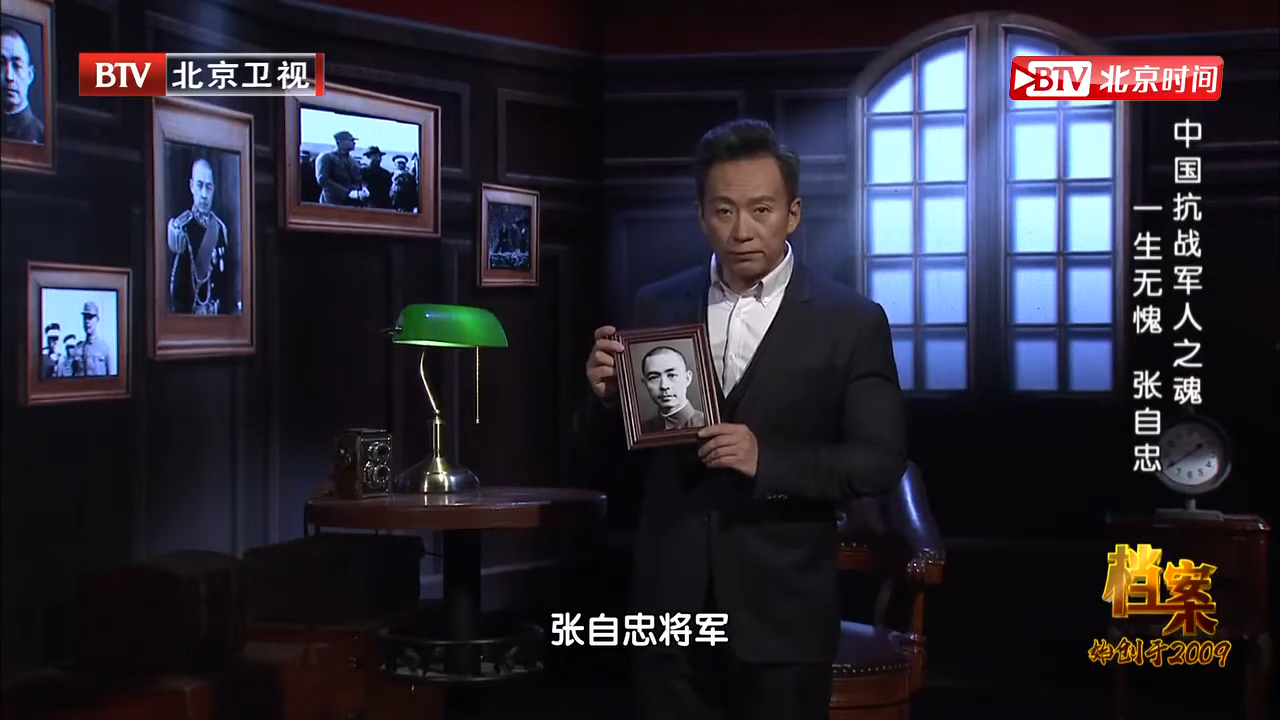 BTV 北京卫视
BTV 北京时间
中国抗战军人之魂
一生无愧 张自忠
张自忠将军
档案
始创于2009